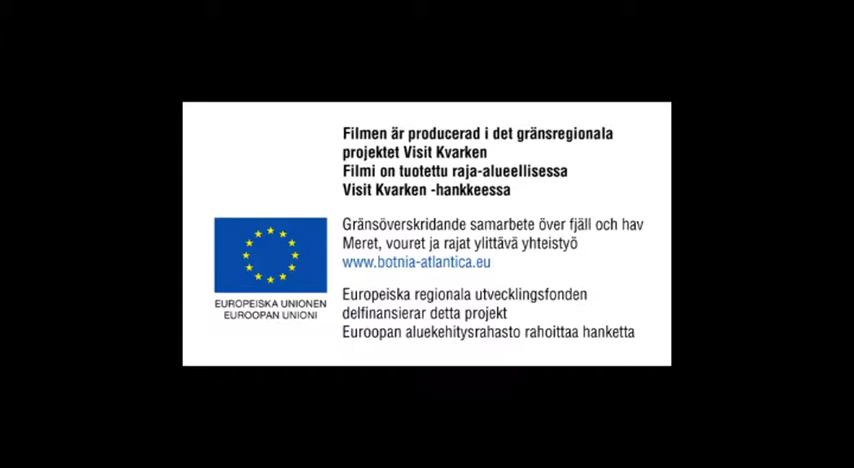 Filmen är producerad i det gränsregionala
projektet Visit Kvarken
Filmi on tuotettu raja-alueellisessa
Visit Kvarken -hankkeessa
Gränsöverskridande samarbete över fjäll och hav
Meret, vouret ja rajat ylittävä yhteistyö
www.botnia-atlantica.eu
EUROPEISKA UNIONEN
EUROOPAN UNIONI
Europeiska regionala utvecklingsfonden
delfinansierar detta projekt
Euroopan aluekehitysrahasto rahoittaa hanketta